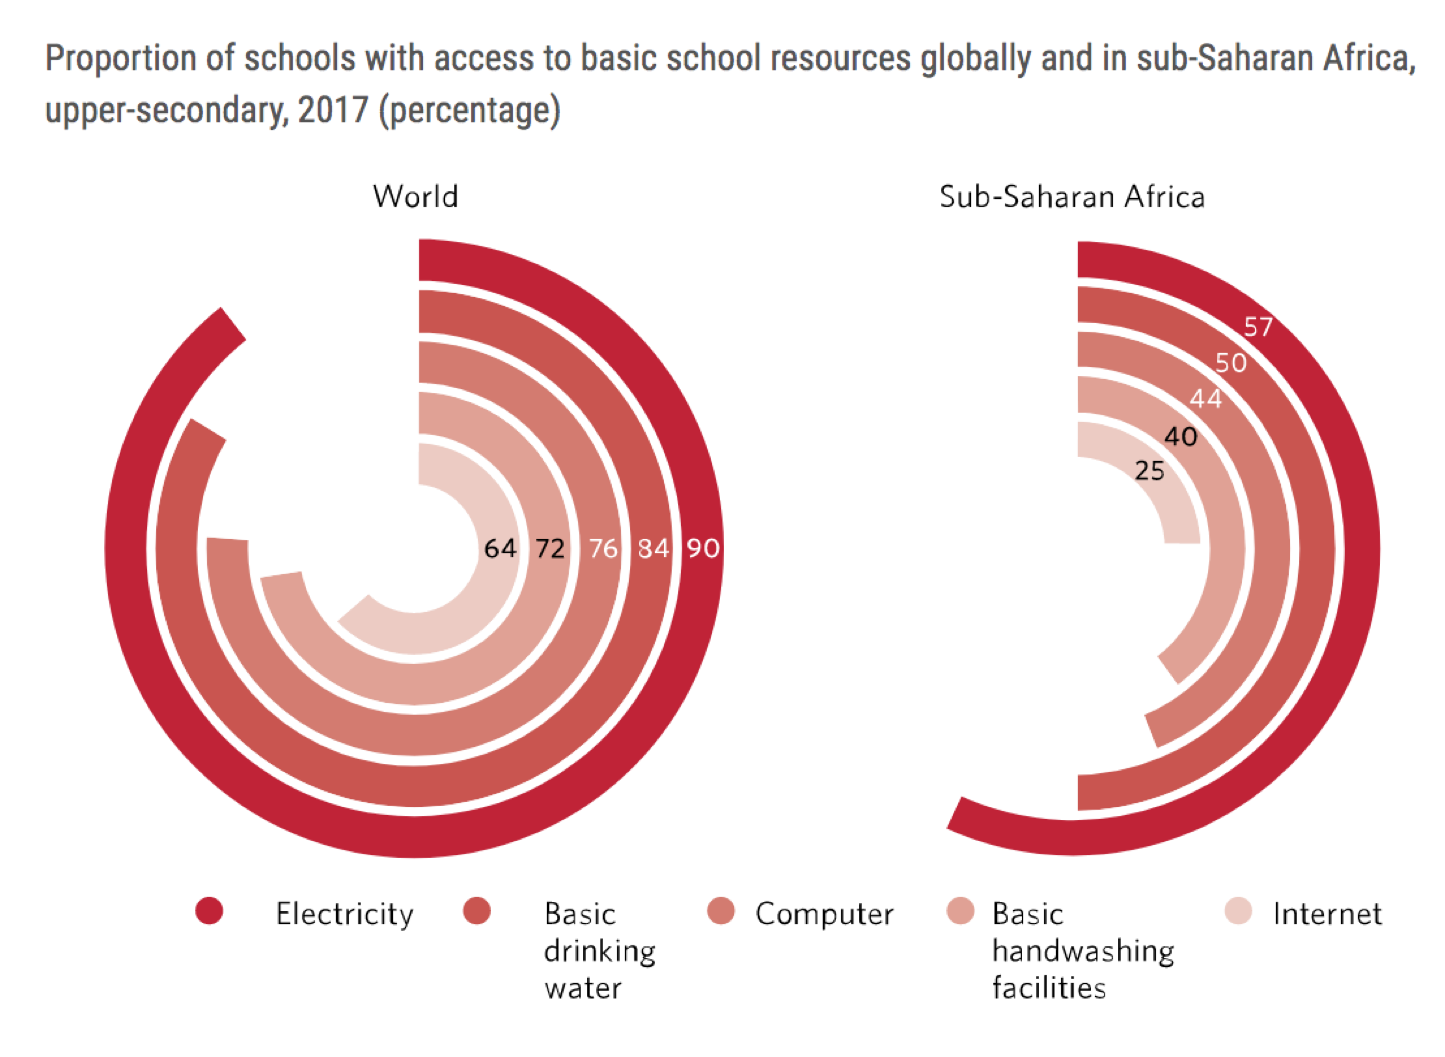 Proportion of schools with access to basic school resources globally and in sub-Saharan Africa,
upper-secondary, 2017 (percentage)
World
Sub-Saharan Africa
64 72 76 84 90
57
50
44
40
25
Electricity
Basic
drinking
water
Computer
Basic
handwashing
facilities
Internet